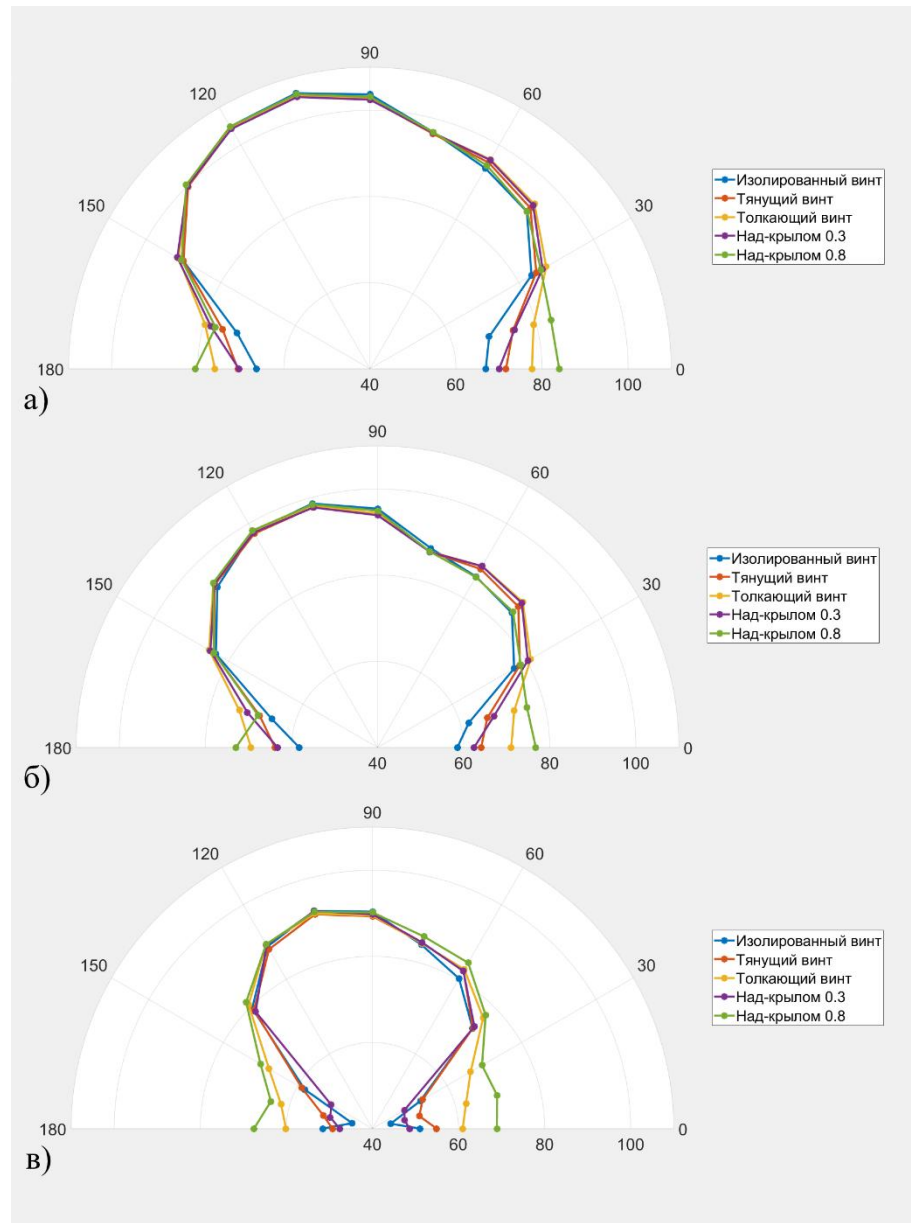 90
120
60
150
30
Изолированный винт
Тянущий винт
Толкающий винт
Над-крылом 0.3
Над-крылом 0.8
180
0
40
60
80
100
а)
90
120
60
150
30
Изолированный винт
Тянущий винт
Толкающий винт
Над-крылом 0.3
Над-крылом 0.8
180
0
40
60
80
100
б)
90
120
60
150
30
Изолированный винт
Тянущий винт
Толкающий винт
Над-крылом 0.3
Над-крылом 0.8
180
0
40
60
80
100
в)